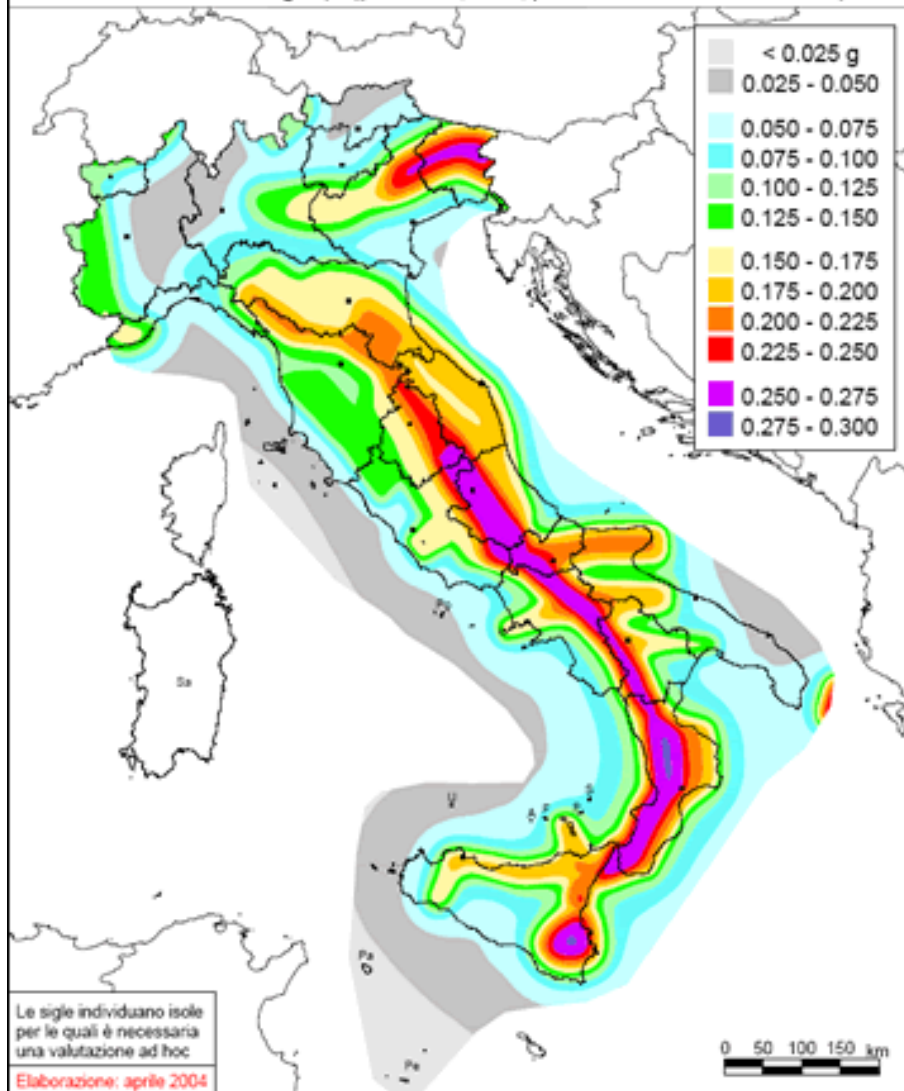 < 0.025 g
0.025 - 0.050
0.050 - 0.075
0.075 - 0.100
0.100 - 0.125
0.125 - 0.150
0.150 - 0.175
0.175 - 0.200
0.200 - 0.225
0.225 - 0.250
0.250 - 0.275
0.275 - 0.300
Sa
U
A
Pa
Pe
Le sigle individuano isole
per le quali è necessaria
una valutazione ad hoc
Elaborazione: aprile 2004
0 50 100 150 km